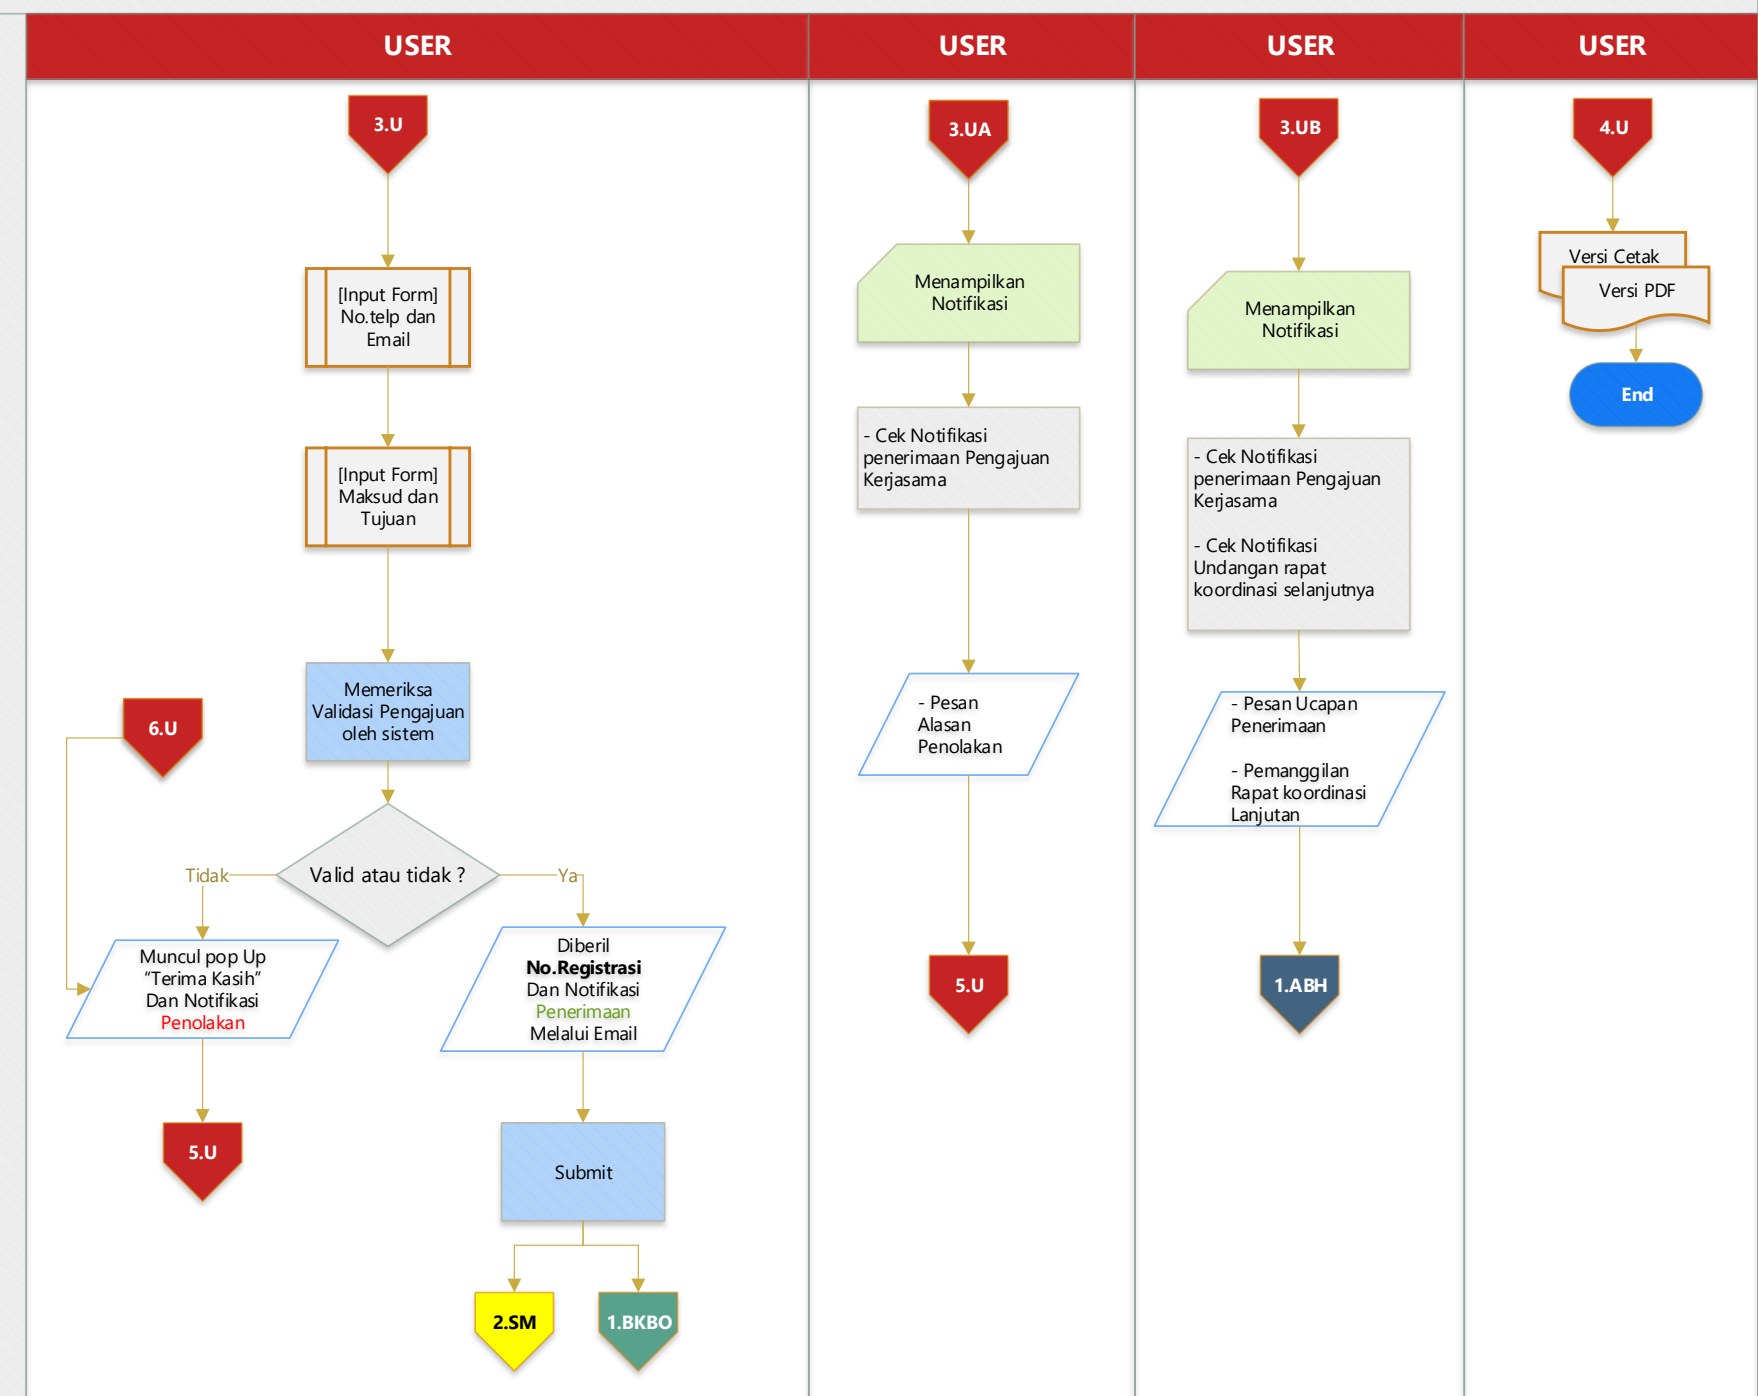 USER
3.U
[Input Form]
No.telp dan
Email
[Input Form]
Maksud dan
Tujuan
Memeriksa
Validasi Pengajuan
oleh sistem
6.U
Valid atau tidak ?
Tidak
Ya
Muncul pop Up
“Terima Kasih”
Dan Notifikasi
Penolakan
5.U
Diberil
No.Registrasi
Dan Notifikasi
Penerimaan
Melalui Email
Submit
2.SM
1.BKBO
USER
3.UA
Menampilkan
Notifikasi
- Cek Notifikasi
penerimaan Pengajuan
Kerjasama
- Pesan
Alasan
Penolakan
5.U
USER
3.UB
Menampilkan
Notifikasi
- Cek Notifikasi
penerimaan Pengajuan
Kerjasama
- Cek Notifikasi
Undangan rapat
koordinasi selanjutnya
- Pesan Ucapan
Penerimaan
- Pemanggilan
Rapat koordinasi
Lanjutan
1.ABH
USER
4.U
Versi Cetak
Versi PDF
End